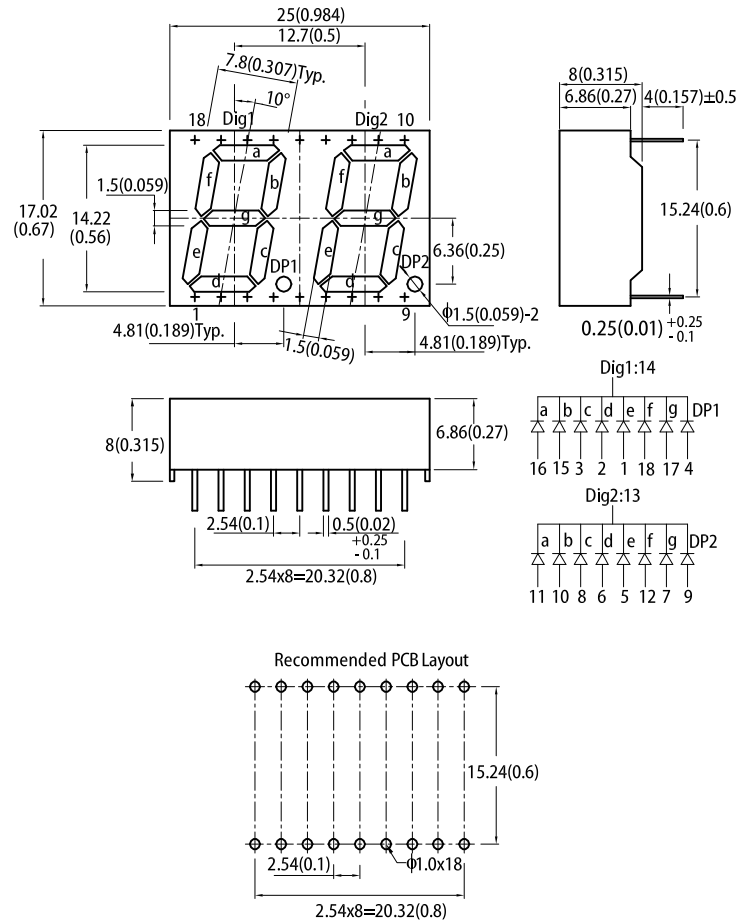 25(0.984)
12.7(0.5)
7.8(0.307)Typ.
10°
18 Dig1 Dig2 10
a a
f b f b
g g
e c e c
d d
DP1 DP2
1 9
1.5(0.059)
17.02
(0.67)
14.22
(0.56)
6.36(0.25)
ϕ1.5(0.059)-2
4.81(0.189)Typ.
1.5(0.059)
4.81(0.189)Typ.
8(0.315)
6.86(0.27)
4(0.157)±0.5
15.24(0.6)
0.25(0.01) +0.25
- 0.1
8(0.315)
6.86(0.27)
2.54(0.1)
0.5(0.02)
+0.25
- 0.1
2.54x8=20.32(0.8)
Dig1:14
a b c d e f g DP1
16 15 3 2 1 18 17 4
Dig2:13
a b c d e f g DP2
11 10 8 6 5 12 7 9
Recommended PCB Layout
15.24(0.6)
2.54(0.1)
ϕ1.0x18
2.54x8=20.32(0.8)